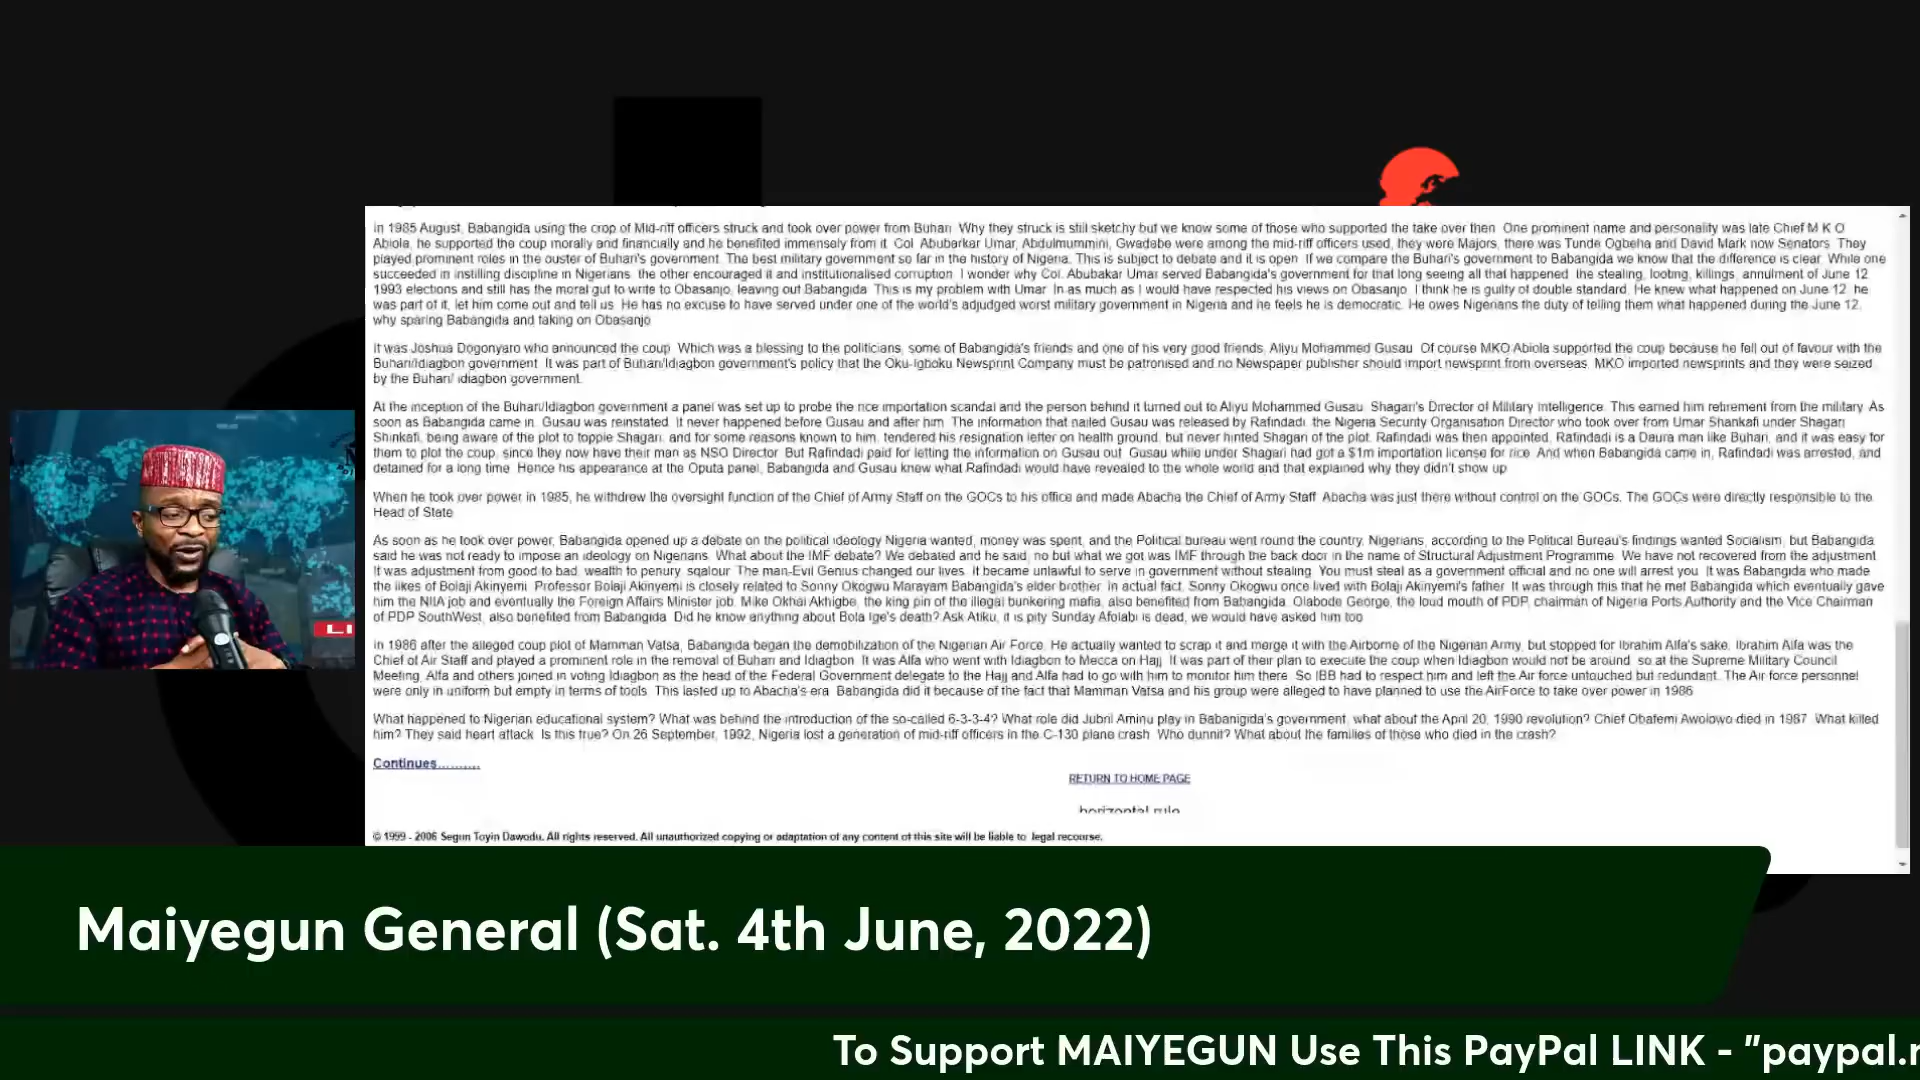 In 1985 August, Babangida using the crop of Mid-riff officers struck and took over power from Buhari. Why they struck is still sketchy but we know some of those who supported the take over then. One prominent name and personality was late Chief M K O
Abiola, he supported the coup morally and financially and he benefited immensely from it. Col. Abubarkar Umar, Abdulmummini, Gwadebe were among the mid-riff officers used, they were Majors, there was Tunde Ogbeha and David Mark now Senators. They
played prominent roles in the ouster of Buhari's government. The best military government so far in the history of Nigeria. This is subject to debate and it is open. If we compare the Buhari's government to Babangida we know that the difference is clear. While one
succeeded in instilling discipline in Nigerians, the other encouraged it and institutionalised corruption. I wonder why Col. Abubakar Umar served Babangida's government for that long seeing all that happened, the stealing, looting, killings, annulment of June 12
1993 elections and still has the moral gut to write to Obasanjo, leaving out Babangida. This is my problem with Umar. In as much as I would have respected his views on Obasanjo, I think he is guilty of double standard. He knew what happened on June 12, he
was part of it, let him come out and tell us. He has no excuse to have served under one of the world's adjudged worst military government in Nigeria and he feels he is democratic. He owes Nigerians the duty of telling them what happened during the June 12,
why sparing Babangida and taking on Obasanjo
It was Joshua Dogonyaro who announced the coup. Which was a blessing to the politicians, some of Babangida's friends and one of his very good friends, Aliyu Mohammed Gusau. Of course MKO Abiola supported the coup because he fell out of favour with the
Buhari/Idiagbon government. It was part of Buhari/Idiagbon government's policy that the Oku-Igboku Newsprint Company must be patronised and no Newspaper publisher should import newsprint from overseas. MKO imported newsprints and they were seized
by the Buhari/ Idiagbon government.
At the inception of the Buhari/Idiagbon government a panel was set up to probe the rice importation scandal and the person behind it turned out to Aliyu Mohammed Gusau, Shagari's Director of Military Intelligence. This earned him retirement from the military. As
soon as Babangida came in, Gusau was reinstated. It never happened before Gusau and after him. The information that nailed Gusau was released by Rafindadi, the Nigeria Security Organisation Director who took over from Umar Shankafi under Shagari.
Shinkafi, being aware of the plot to topple Shagari, and for some reasons known to him, tendered his resignation letter on health ground, but never hinted Shagari of the plot. Rafindadi was then appointed, Rafindadi is a Daura man like Buhari, and it was easy for
them to plot the coup, since they now have their man as NSO Director. But Rafindadi paid for letting the information on Gusau out. Gusau while under Shagari had got a $1m importation license for rice. And when Babangida came in, Rafindadi was arrested, and
detained for a long time. Hence his appearance at the Oputa panel, Babangida and Gusau knew what Rafindadi would have revealed to the whole world and that explained why they didn't show up.
When he took over power in 1985, he withdrew the oversight function of the Chief of Army Staff on the GOCs to his office and made Abacha the Chief of Army Staff. Abacha was just there without control on the GOCs. The GOCs were directly responsible to the
Head of State
As soon as he took over power, Babangida opened up a debate on the political ideology Nigeria wanted, money was spent, and the Political bureau went round the country. Nigerians, according to the Political Bureau's findings wanted Socialism, but Babangida
said he was not ready to impose an ideology on Nigerians. What about the IMF debate? We debated and he said, no but what we got was IMF through the back door in the name of Structural Adjustment Programme. We have not recovered from the adjustment.
It was adjustment from good to bad, wealth to penury, sqalour. The man-Evil Genius changed our lives. It became unlawful to serve in government without stealing. You must steal as a government official and no one will arrest you. It was Babangida who made
the likes of Bolaji Akinyemi. Professor Bolaji Akinyemi is closely related to Sonny Okogwu Marayam Babangida's elder brother. In actual fact, Sonny Okogwu once lived with Bolaji Akinyemi's father. It was through this that he met Babangida which eventually gave
him the NIIA job and eventually the Foreign Affairs Minister job. Mike Okhai Akhigbe, the king pin of the illegal bunkering mafia, also benefited from Babangida. Olabode George, the loud mouth of PDP, chairman of Nigeria Ports Authority and the Vice Chairman
of PDP SouthWest, also benefited from Babangida. Did he know anything about Bola Ige's death? Ask Atiku, it is pity Sunday Afolabi is dead, we would have asked him too
In 1986 after the alleged coup plot of Mamman Vatsa, Babangida began the demobilization of the Nigerian Air Force. He actually wanted to scrap it and merge it with the Airborne of the Nigerian Army, but stopped for Ibrahim Alfa's sake. Ibrahim Alfa was the
Chief of Air Staff and played a prominent role in the removal of Buhari and Idiagbon. It was Alfa who went with Idiagbon to Mecca on Hajj. It was part of their plan to execute the coup when Idiagbon would not be around, so at the Supreme Military Council
Meeting, Alfa and others joined in voting Idiagbon as the head of the Federal Government delegate to the Hajj and Alfa had to go with him to monitor him there. So IBB had to respect him and left the Air force untouched but redundant. The Air force personnel
were only in uniform but empty in terms of tools. This lasted up to Abacha's era. Babangida did it because of the fact that Mamman Vatsa and his group were alleged to have planned to use the AirForce to take over power in 1986
What happened to Nigerian educational system? What was behind the introduction of the so-called 6-3-3-4? What role did Jubril Aminu play in Babanigida's government, what about the April 20, 1990 revolution? Chief Obafemi Awolowo died in 1987. What killed
him? They said heart attack. Is this true? On 26 September, 1992, Nigeria lost a generation of mid-riff officers in the C-130 plane crash. Who dunnit? What about the families of those who died in the crash?
Continues..........
RETURN TO HOME PAGE
horizontal rule
© 1999 - 2006 Segun Toyin Dawodu. All rights reserved. All unauthorized copying or adaptation of any content of this site will be liable to legal recourse.
LI
Maiyegun General (Sat. 4th June, 2022)
To Support MAIYEGUN Use This PayPal LINK - "paypal.